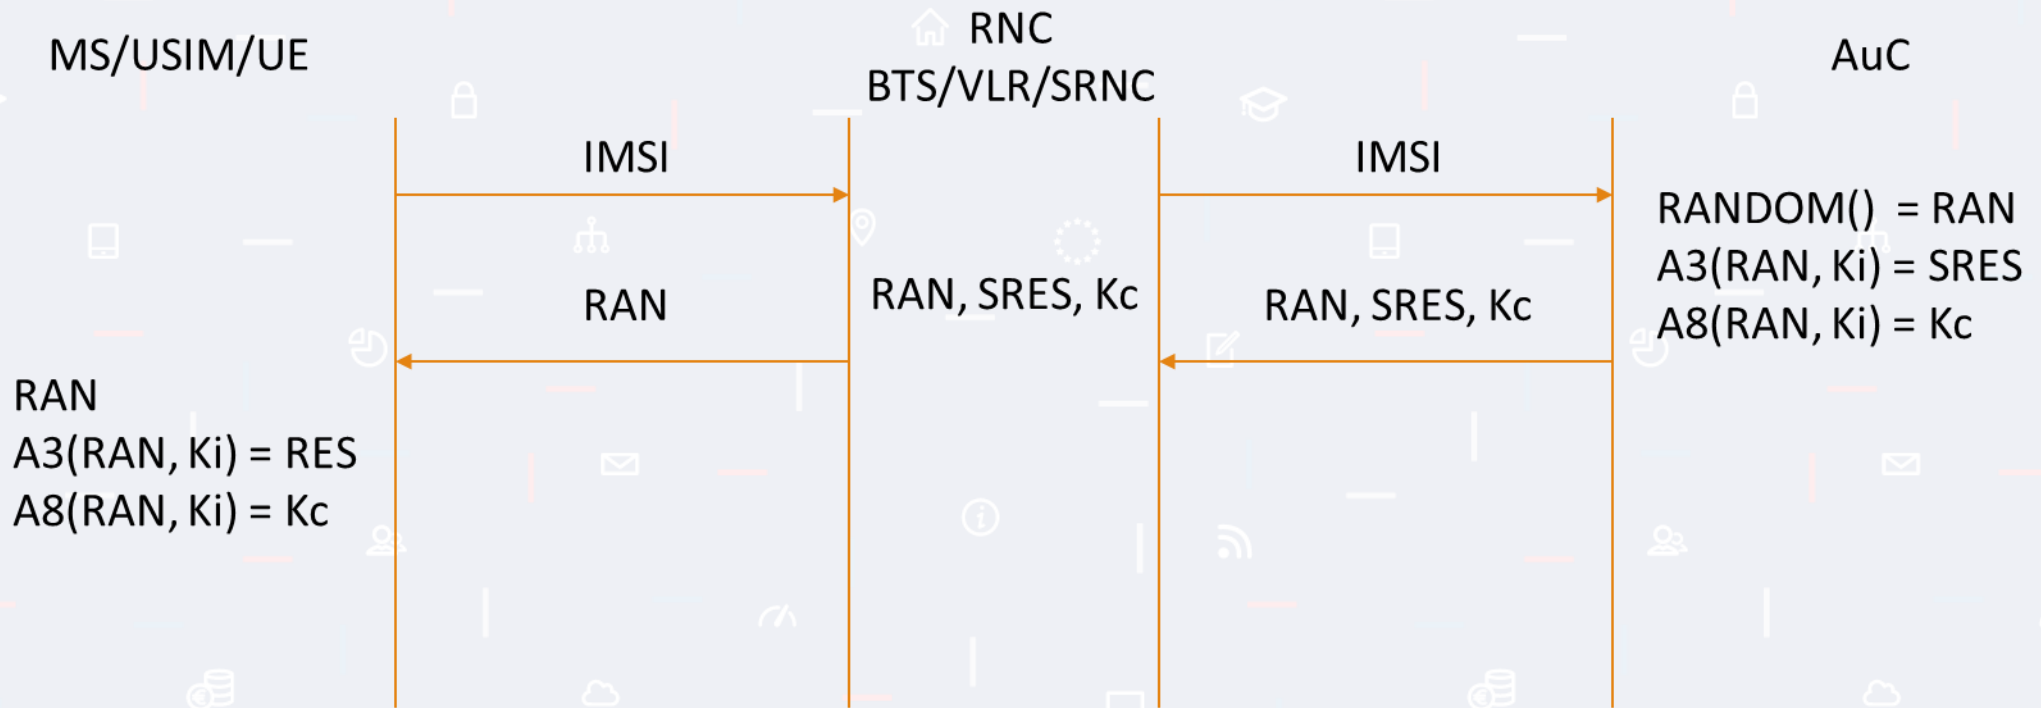 MS/USIM/UE
RNC
BTS/VLR/SRNC
AuC
IMSI
IMSI
RANDOM()  = RAN
A3(RAN, Ki) = SRES
A8(RAN, Ki) = Kc
RAN
RAN, SRES, Kc
RAN, SRES, Kc
RAN
A3(RAN, Ki) = RES
A8(RAN, Ki) = Kc